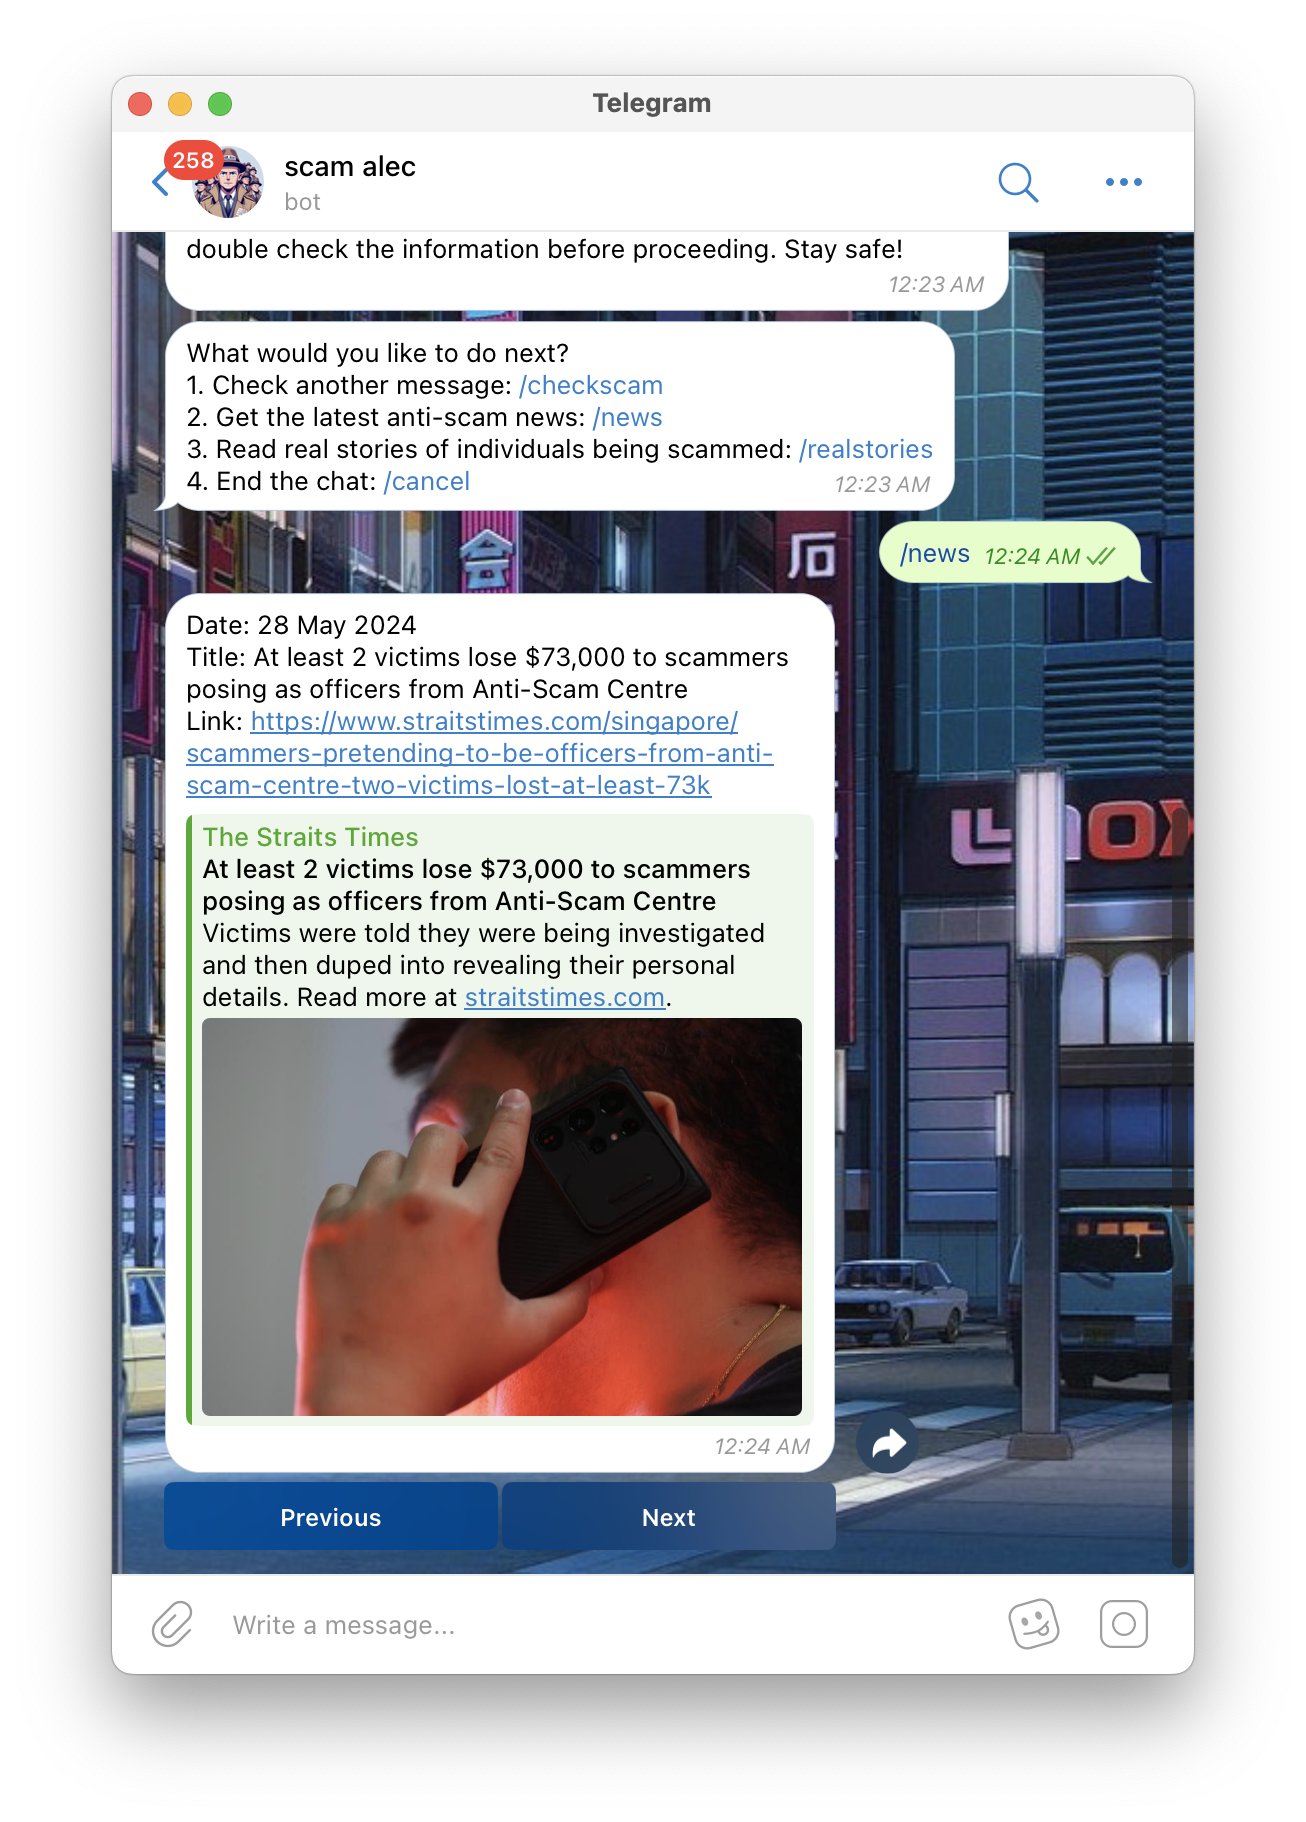 Telegram
258
scam alec
bot
double check the information before proceeding. Stay safe!
12:23 AM
What would you like to do next?
1. Check another message: /checkscam
2. Get the latest anti-scam news: /news
3. Read real stories of individuals being scammed: /realstories
4. End the chat: /cancel
12:23 AM
/news 12:24 AM
Date: 28 May 2024
Title: At least 2 victims lose $73,000 to scammers
posing as officers from Anti-Scam Centre
Link: https://www.straitstimes.com/singapore/
scammers-pretending-to-be-officers-from-anti-
scam-centre-two-victims-lost-at-least-73k
The Straits Times
At least 2 victims lose $73,000 to scammers
posing as officers from Anti-Scam Centre
Victims were told they were being investigated
and then duped into revealing their personal
details. Read more at straitstimes.com.
12:24 AM
Previous
Next
Write a message...